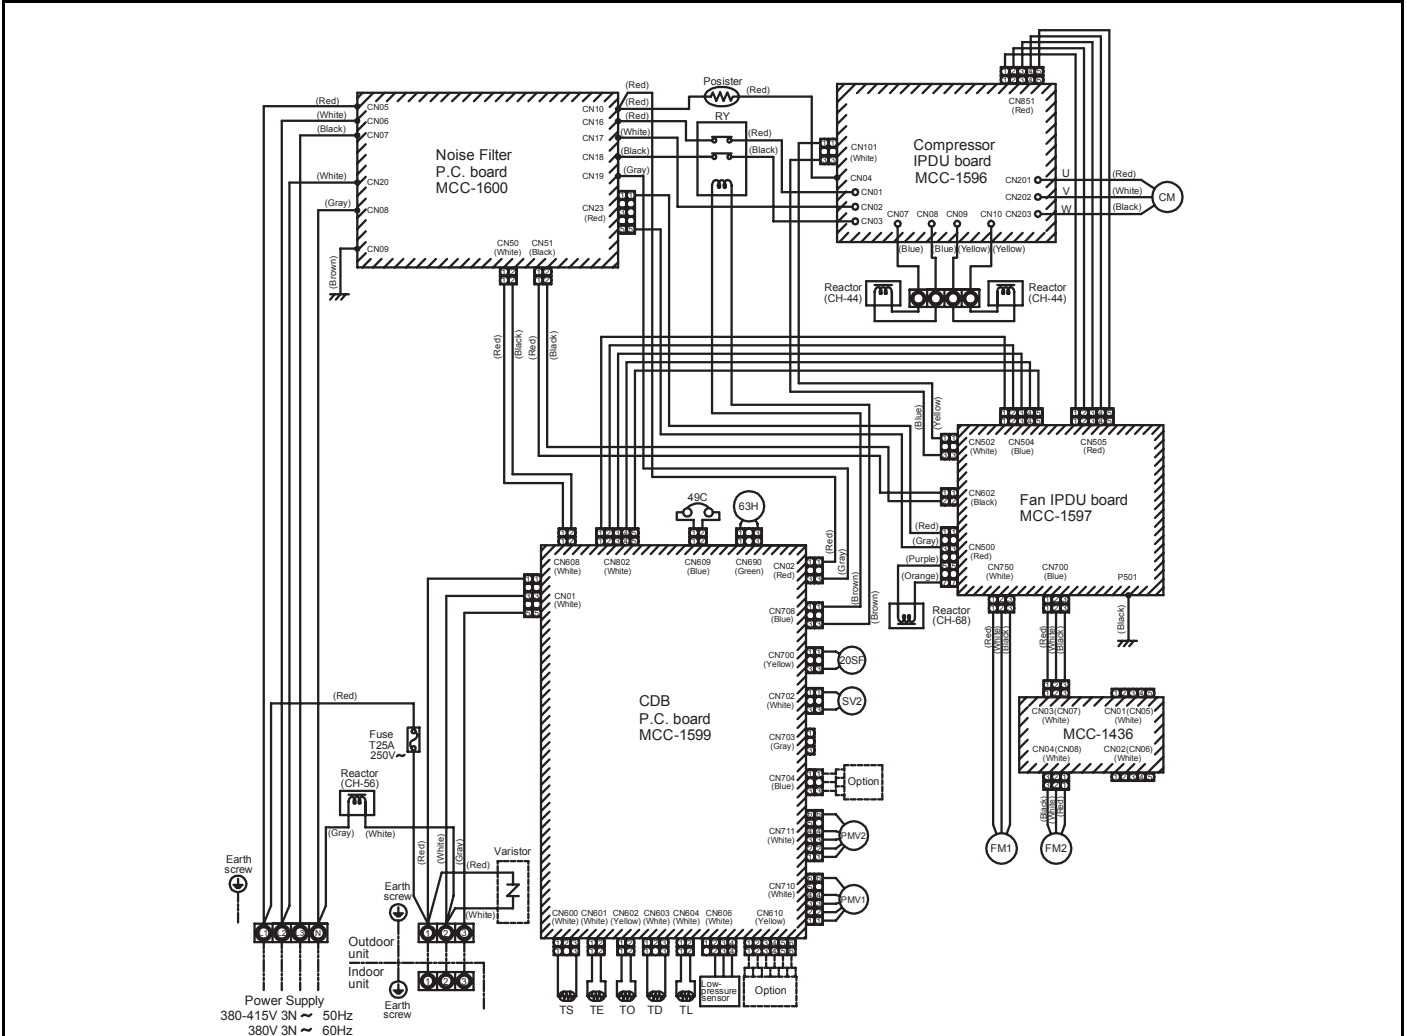 (Red)
(White)
(Black)
(White)
(Gray)
(Brown)
CN05
CN06
CN07
CN20
CN08
CN09
Noise Filter
P.C. board
MCC-1600
CN10
CN16
CN17
CN18
CN19
CN23
(Red)
CN50
(White)
CN51
(Black)
(Red)
(Red)
(Red)
(White)
(Black)
(Gray)
Posister
(Red)
RY
(Red)
(Black)
CN851
(Red)
CN101
(White)
Compressor
IPDU board
MCC-1596
CN04
CN01
CN02
CN03
CN07
CN08
CN09
CN10
CN201
CN202
CN203
U
V
W
(Red)
(White)
(Black)
CM
(Blue)
(Blue)
(Yellow)
(Yellow)
Reactor
(CH-44)
Reactor
(CH-44)
(Red)
(Black)
(Red)
(Black)
(Blue)
(Yellow)
CN502
(White)
CN504
(Blue)
CN505
(Red)
CN602
(Black)
Fan IPDU board
MCC-1597
CN500
(Red)
CN750
(White)
CN700
(Blue)
P501
(Red)
(Gray)
(Purple)
(Orange)
Reactor
(CH-68)
(Red)
(White)
(Black)
(Red)
(White)
(Black)
(Black)
49C
63H
CN608
(White)
CN802
(White)
CN609
(Blue)
CN690
(Green)
CN02
(Red)
(Red)
(Gray)
(Brown)
(Brown)
CN01
(White)
CN708
(Blue)
CN700
(Yellow)
20SF
CN702
(White)
SV2
CN703
(Gray)
CN704
(Blue)
Option
CN711
(White)
PMV2
CN710
(White)
PMV1
CDB
P.C. board
MCC-1599
CN600
(White)
CN601
(White)
CN602
(Yellow)
CN603
(White)
CN604
(White)
CN606
(White)
CN610
(Yellow)
TS
TE
TO
TD
TL
Low-
pressure
sensor
Option
CN03(CN07)
(White)
CN01(CN05)
(White)
MCC-1436
CN04(CN08)
(White)
CN02(CN06)
(White)
(Black)
(White)
(Red)
FM1
FM2
(Red)
Fuse
T25A
250V~
Reactor
(CH-56)
(Gray)
(White)
(Red)
(White)
(Gray)
(Red)
Varistor
(White)
Earth
screw
Earth
screw
L1 L2 L3 N
1 2 3
Outdoor
unit
Indoor
unit
1 2 3
Earth
screw
Power Supply
380-415V 3N ~ 50Hz
380V 3N ~ 60Hz